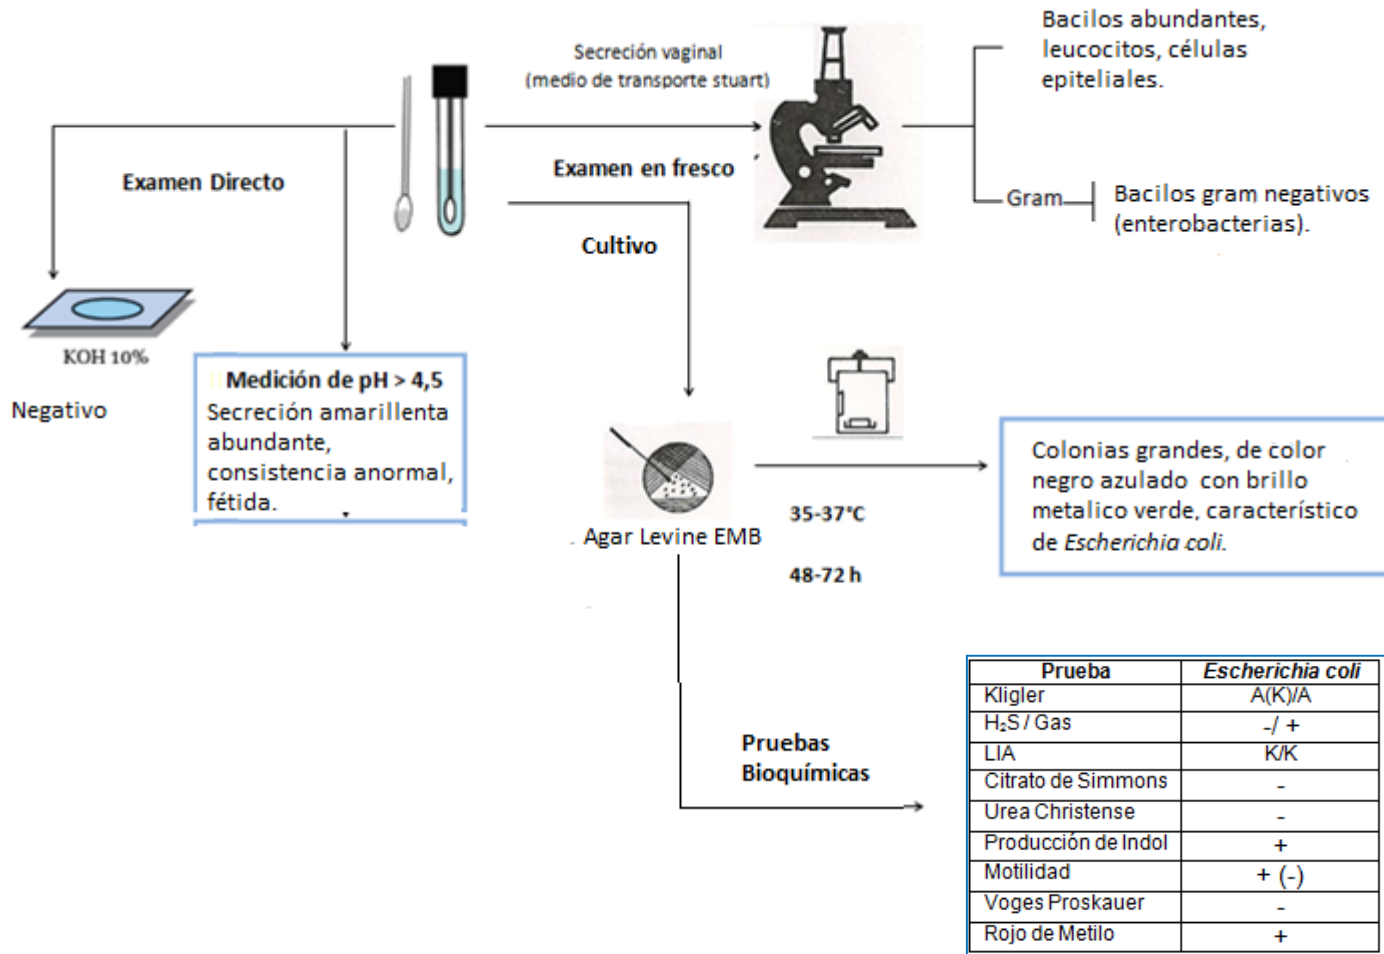 Secreción vaginal
(medio de transporte stuart)
Examen en fresco
Bacilos abundantes,
leucocitos, células
epiteliales.
Gram
Bacilos gram negativos
(enterobacterias).
Examen Directo
Cultivo
KOH 10%
Negativo
Medición de pH > 4,5
Secreción amarillenta
abundante,
consistencia anormal,
fétida.
Agar Levine EMB
35-37°C
48-72 h
Colonias grandes, de color
negro azulado con brillo
metalico verde, característico
de Escherichia coli.
Pruebas
Bioquímicas
Prueba Escherichia coli
Kligler A(K)/A
H₂S / Gas -/ +
LIA K/K
Citrato de Simmons -
Urea Christense -
Producción de Indol +
Motilidad + (-)
Voges Proskauer -
Rojo de Metilo +